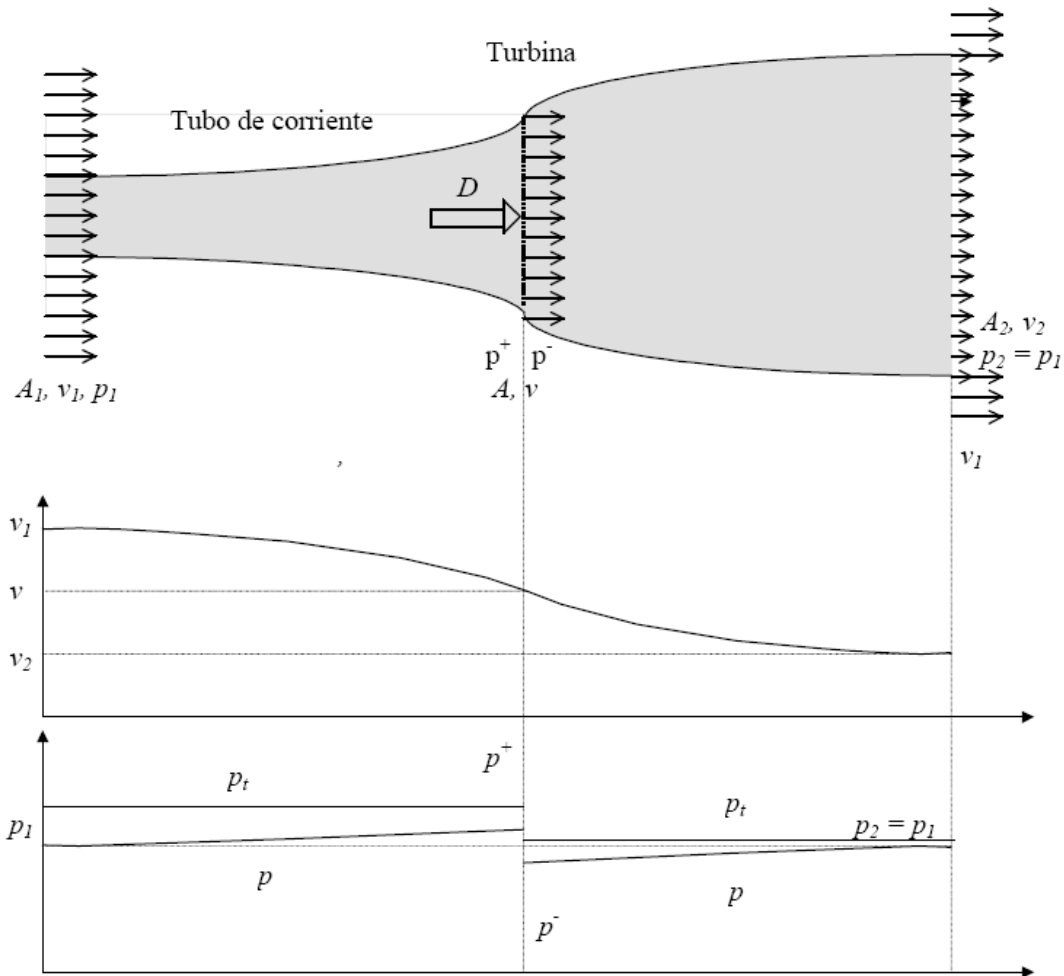 Turbina
Tubo de corriente
D
A₂, v₂
p⁺ p⁻
p₂ = p₁
A₁, v₁, p₁
A, v
v₁
,
v₁
v
v₂
p⁺
pₜ
pₜ
p₁
p₂ = p₁
p
p
p⁻